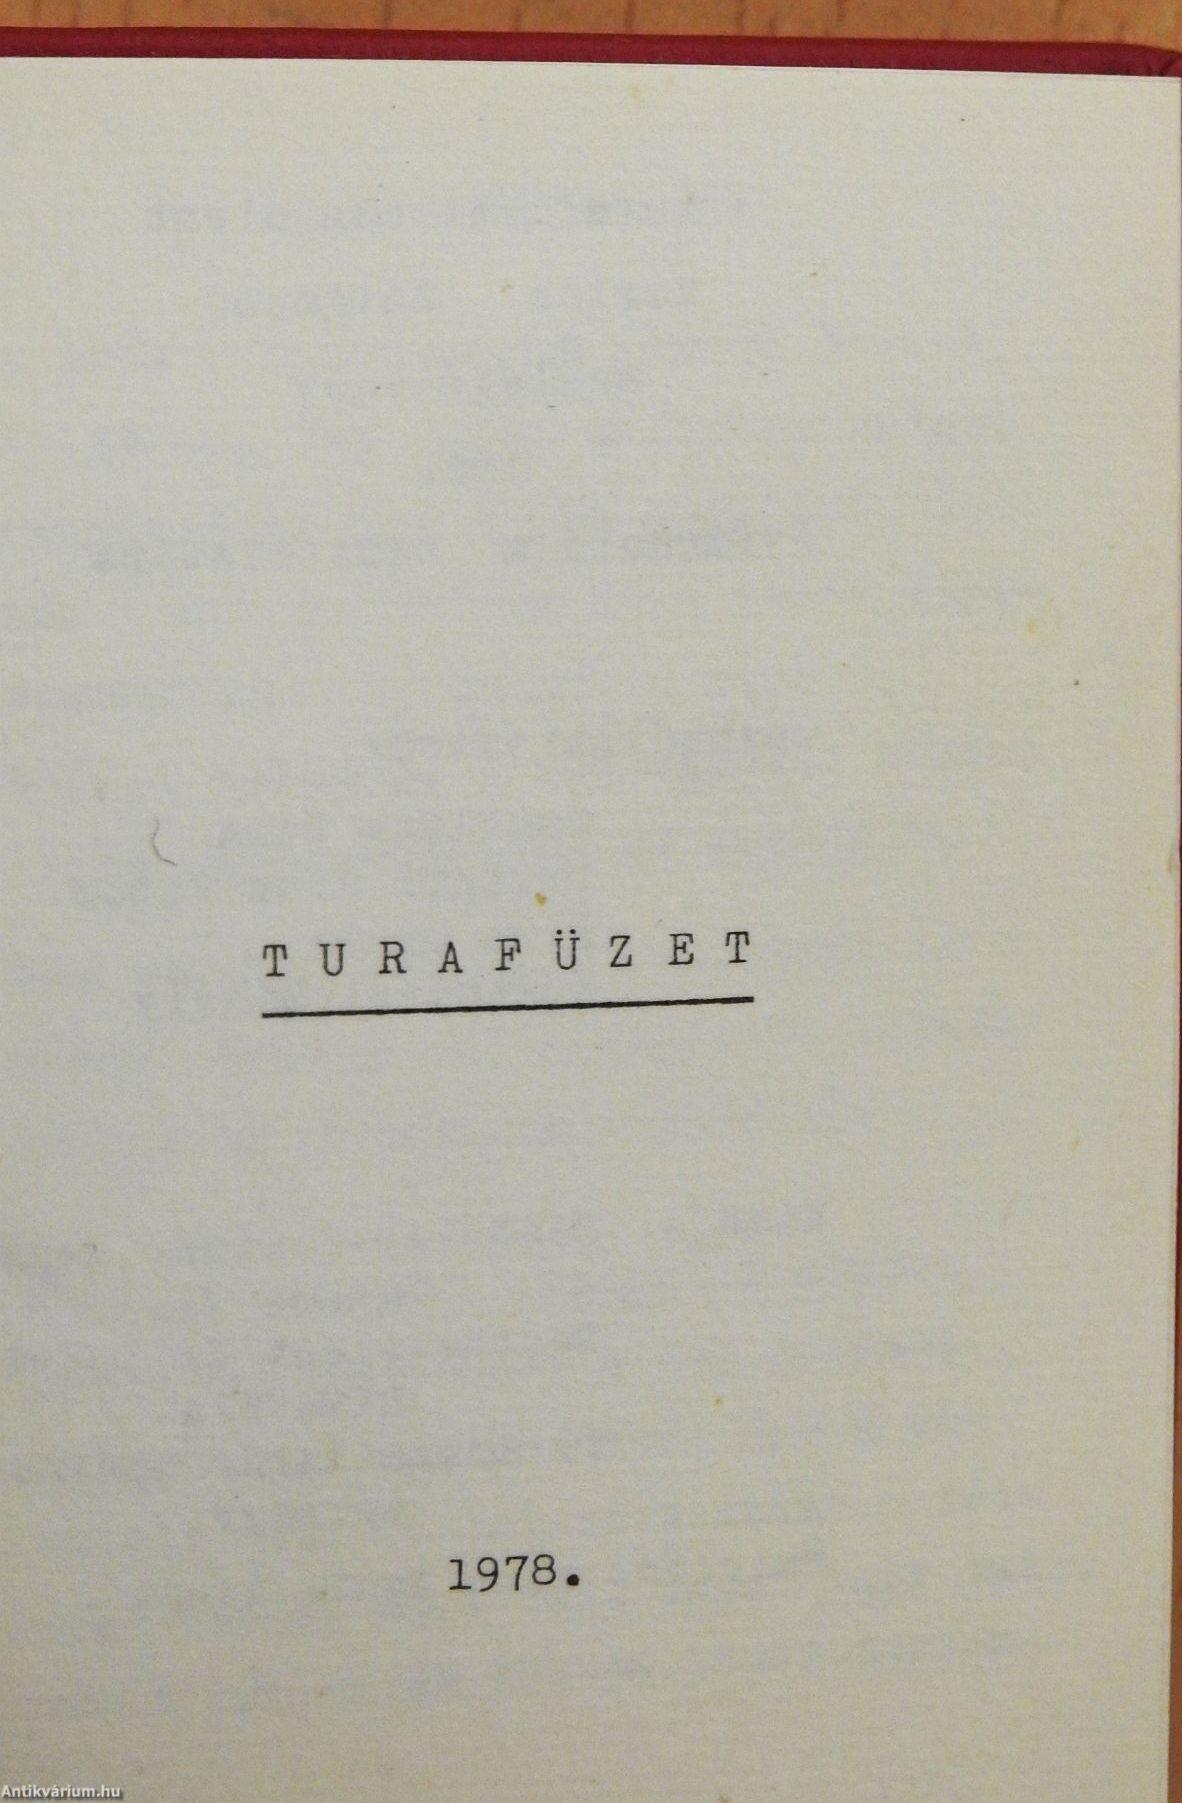 T U R A F Ü Z E T
1978.
Antikvárium.hu